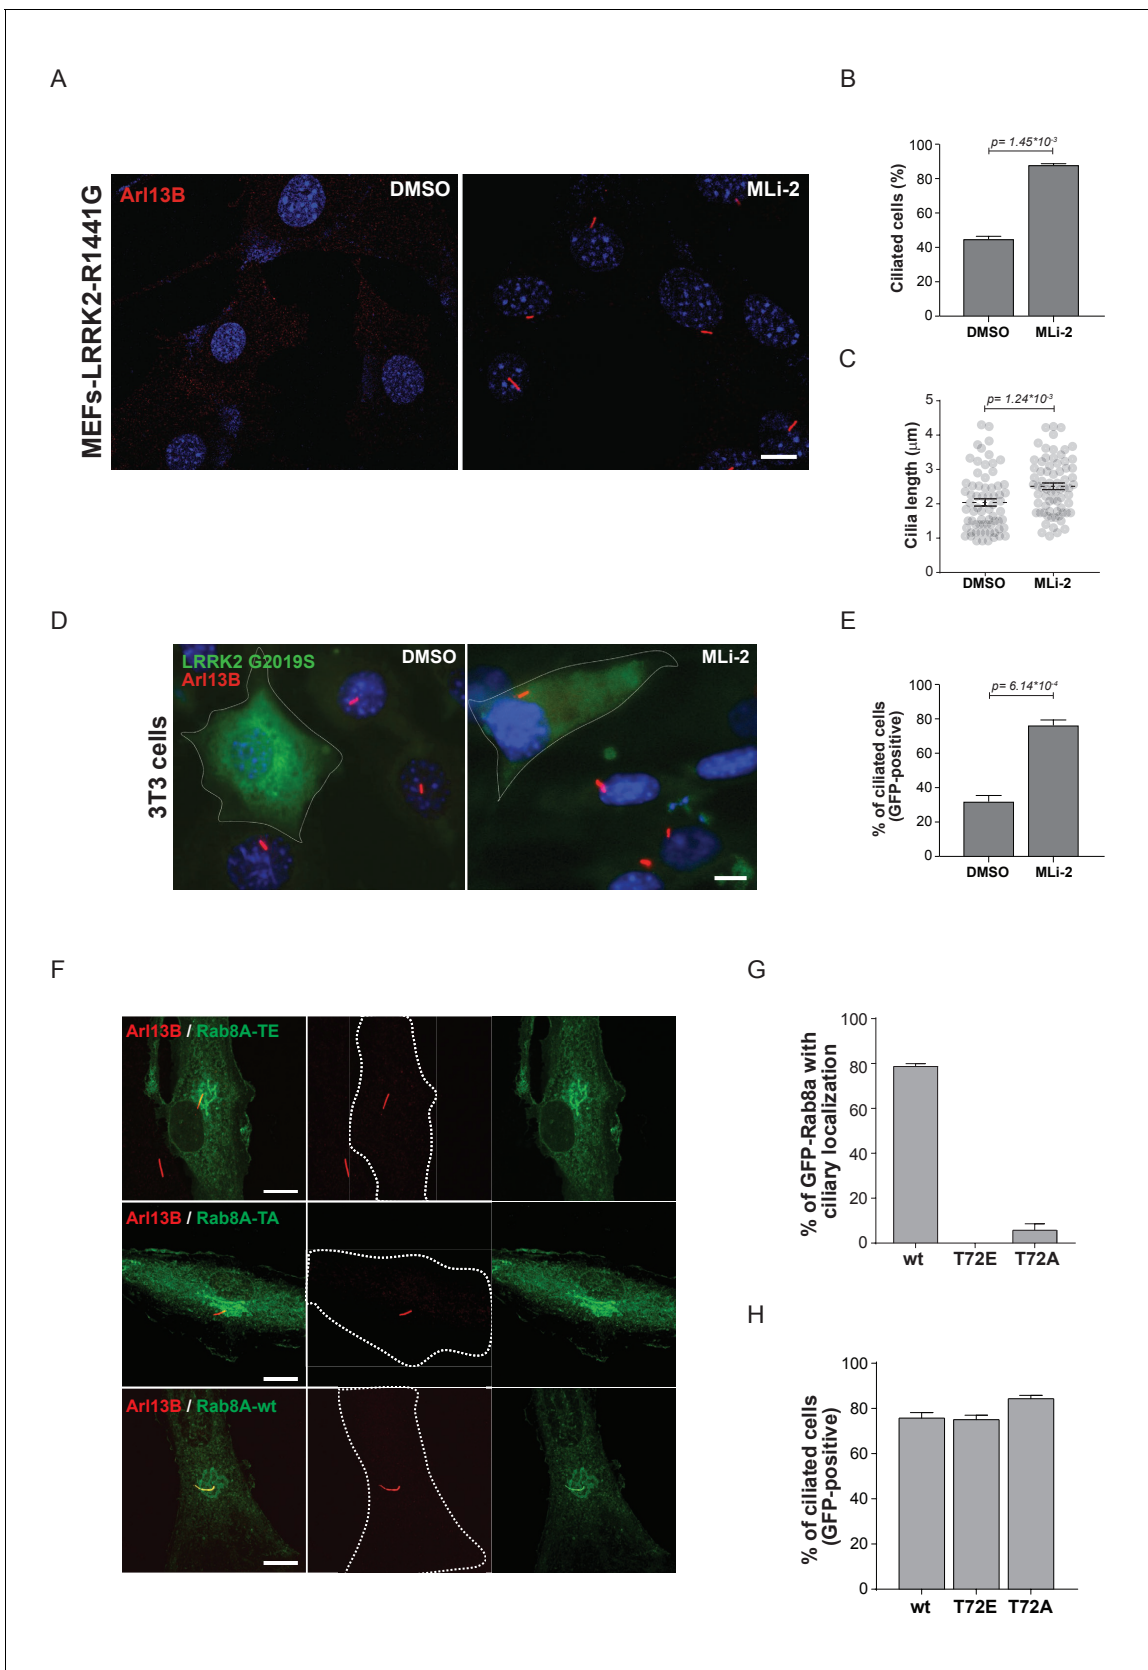 A
MEFs-LRRK2-R1441G
Arl13B
DMSO
MLi-2
B
p= 1.45*10-3
Ciliated cells (%)
100
80
60
40
20
0
DMSO
MLi-2
C
p= 1.24*10-3
Cilia length (μm)
5
4
3
2
1
0
DMSO
MLi-2
D
3T3 cells
LRRK2 G2019S
Arl13B
DMSO
MLi-2
E
p= 6.14*10-4
% of ciliated cells
(GFP-positive)
100
80
60
40
20
0
DMSO
MLi-2
F
Arl13B / Rab8A-TE
Arl13B / Rab8A-TA
Arl13B / Rab8A-wt
G
% of GFP-Rab8a with
ciliary localization
100
80
60
40
20
0
wt
T72E
T72A
H
% of ciliated cells
(GFP-positive)
100
80
60
40
20
0
wt
T72E
T72A